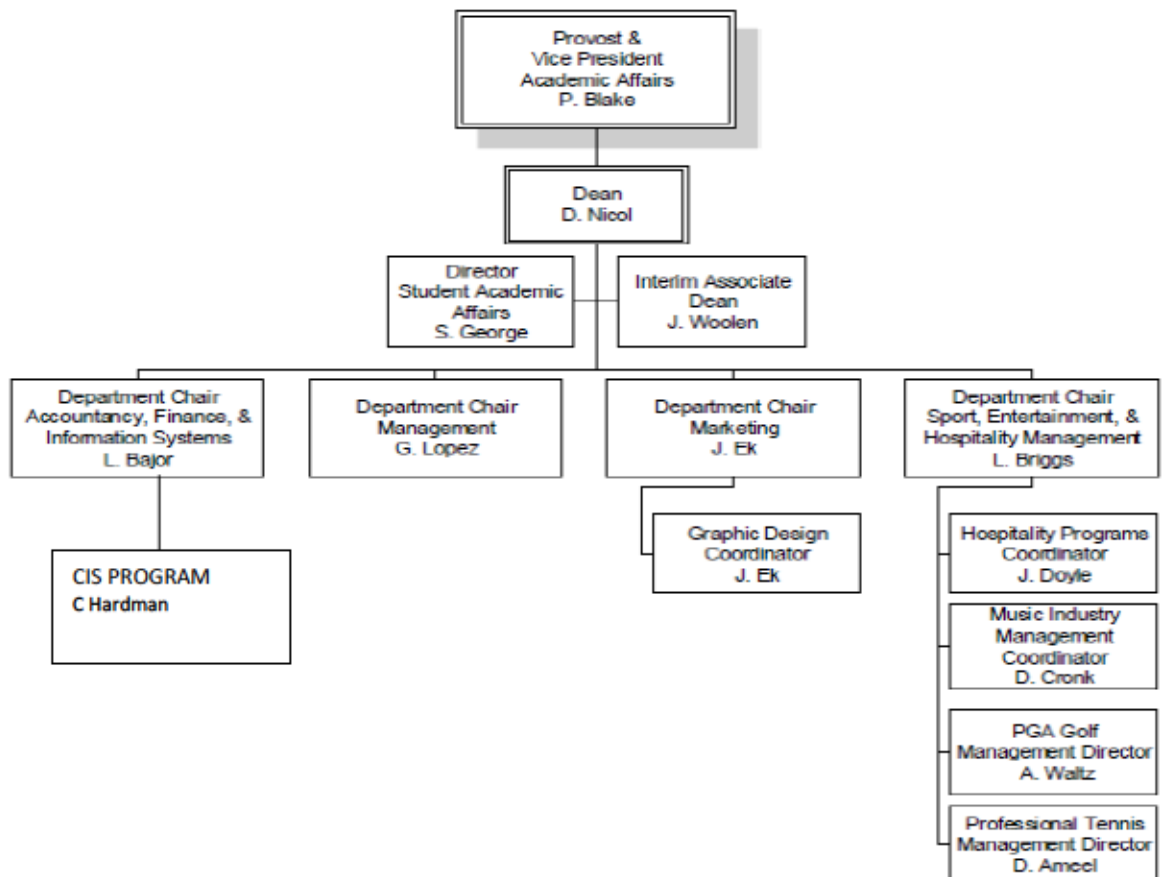 Provost &
Vice President
Academic Affairs
P. Blake
Dean
D. Nicol
Director
Student Academic
Affairs
S. George
Interim Associate
Dean
J. Woolen
Department Chair
Accountancy, Finance, &
Information Systems
L. Bajor
Department Chair
Management
G. Lopez
Department Chair
Marketing
J. Ek
Department Chair
Sport, Entertainment, &
Hospitality Management
L. Briggs
CIS PROGRAM
C Hardman
Graphic Design
Coordinator
J. Ek
Hospitality Programs
Coordinator
J. Doyle
Music Industry
Management
Coordinator
D. Cronk
PGA Golf
Management Director
A. Waltz
Professional Tennis
Management Director
D. Ameel